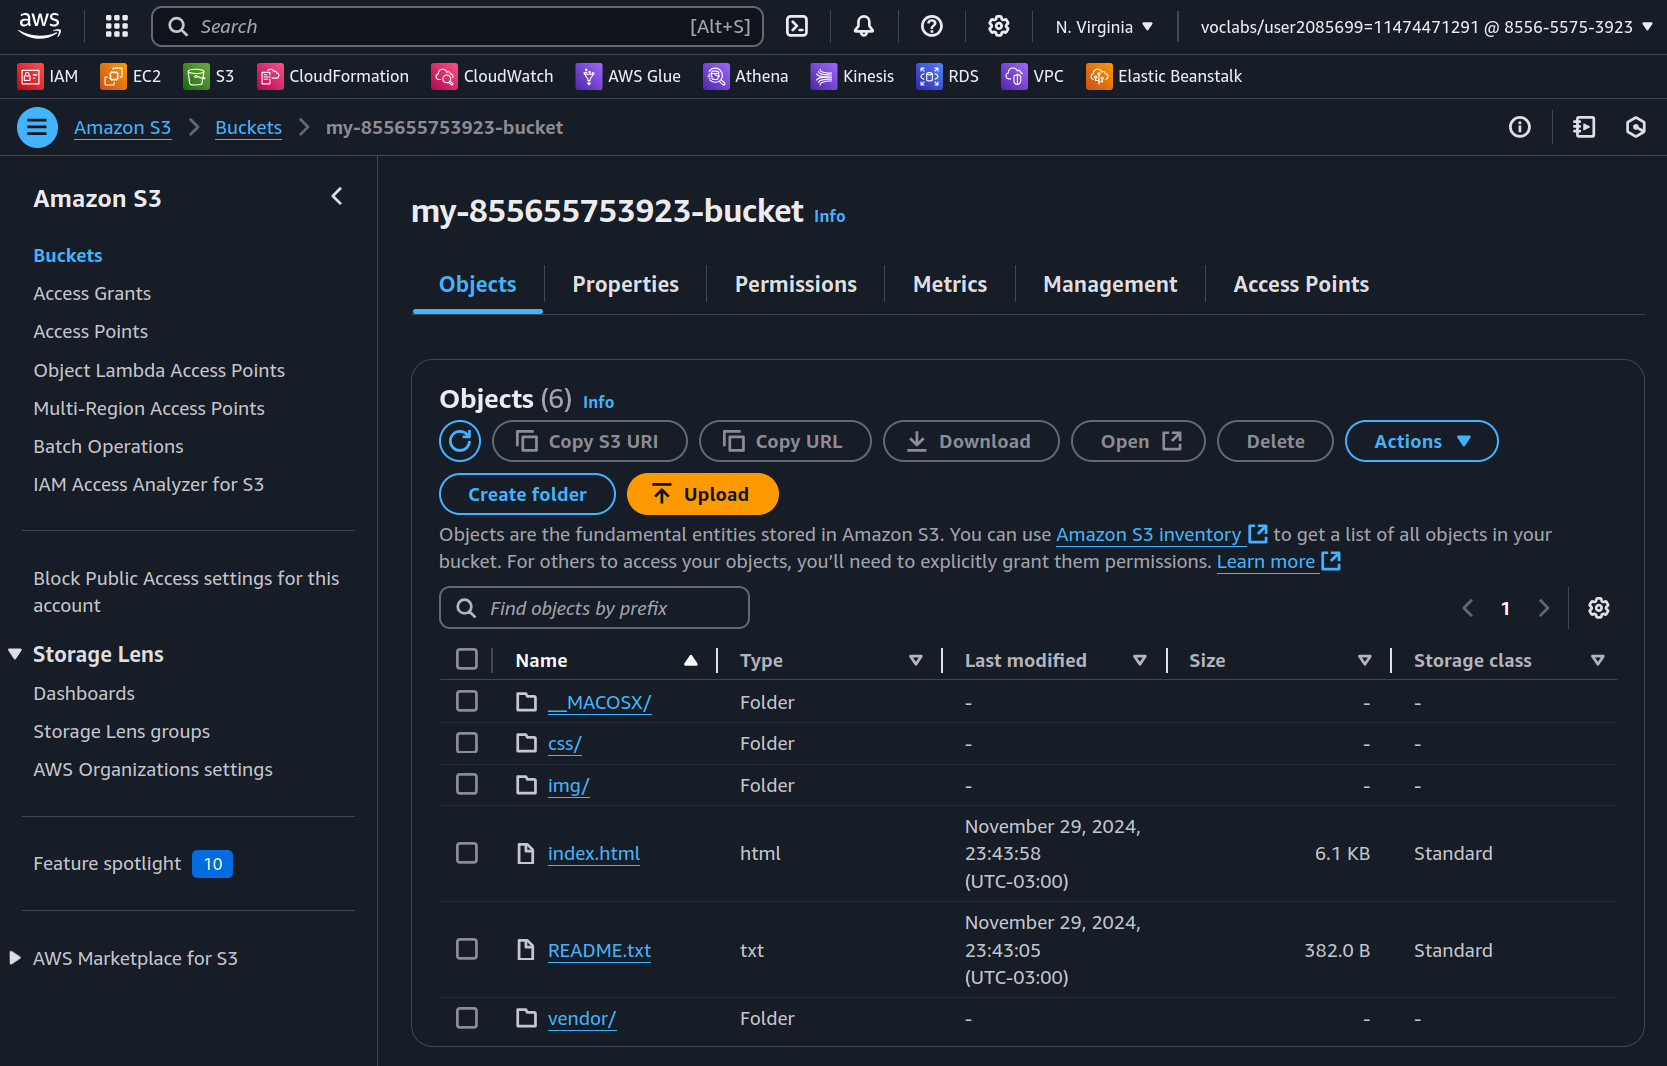 aws
Search [Alt+S] N. Virginia voclabs/user2085699=11474471291 @ 8556-5575-3923
IAM EC2 S3 CloudFormation CloudWatch AWS Glue Athena Kinesis RDS VPC Elastic Beanstalk
Amazon S3 Buckets my-855655753923-bucket
Amazon S3
Buckets
Access Grants
Access Points
Object Lambda Access Points
Multi-Region Access Points
Batch Operations
IAM Access Analyzer for S3
Block Public Access settings for this
account
Storage Lens
Dashboards
Storage Lens groups
AWS Organizations settings
Feature spotlight 10
AWS Marketplace for S3
my-855655753923-bucket Info
Objects Properties Permissions Metrics Management Access Points
Objects (6) Info
Copy S3 URI Copy URL Download Open Delete Actions
Create folder Upload
Objects are the fundamental entities stored in Amazon S3. You can use Amazon S3 inventory to get a list of all objects in your
bucket. For others to access your objects, you'll need to explicitly grant them permissions. Learn more
Find objects by prefix 1
Name Type Last modified Size Storage class
__MACOSX/ Folder - - -
css/ Folder - - -
img/ Folder - - -
index.html html November 29, 2024, 23:43:58 (UTC-03:00) 6.1 KB Standard
README.txt txt November 29, 2024, 23:43:05 (UTC-03:00) 382.0 B Standard
vendor/ Folder - - -